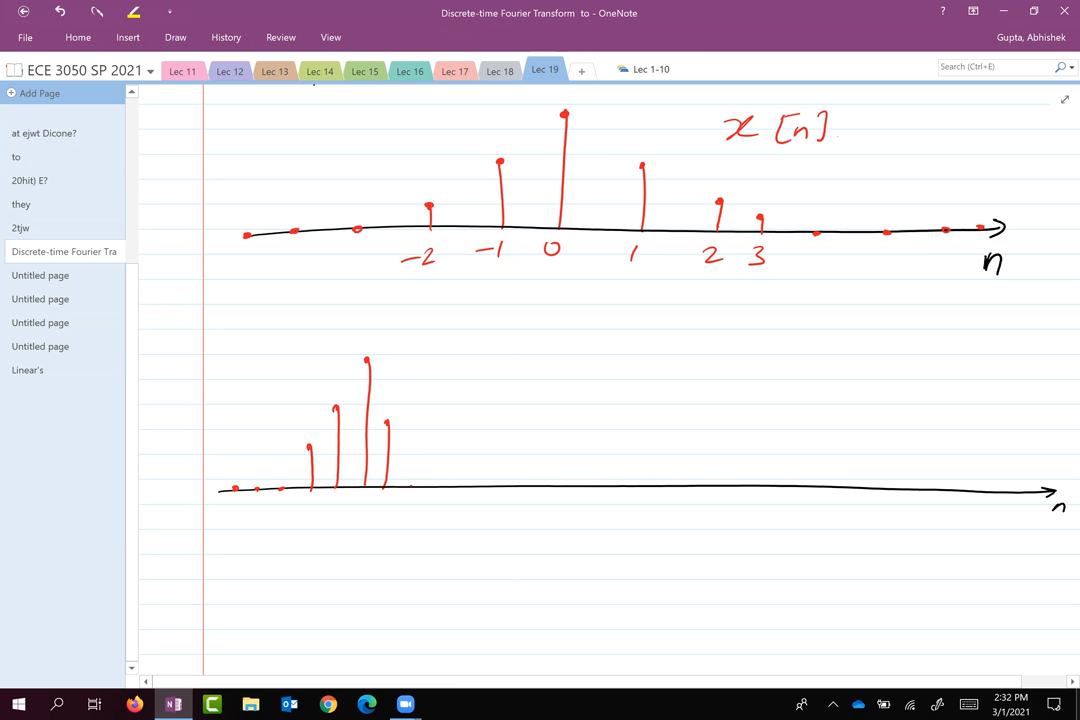 Discrete-time Fourier Transform to - OneNote
?
File Home Insert Draw History Review View
Gupta, Abhishek
ECE 3050 SP 2021 Lec 11 Lec 12 Lec 13 Lec 14 Lec 15 Lec 16 Lec 17 Lec 18 Lec 19 + Lec 1-10
Search (Ctrl+E)
Add Page
at ejwt Dicone?
to
20hit) E?
they
2tjw
Discrete-time Fourier Tra
Untitled page
Untitled page
Untitled page
Untitled page
Linear's
x[n]
-2 -1 0 1 2 3
n
n
2:32 PM
3/1/2021